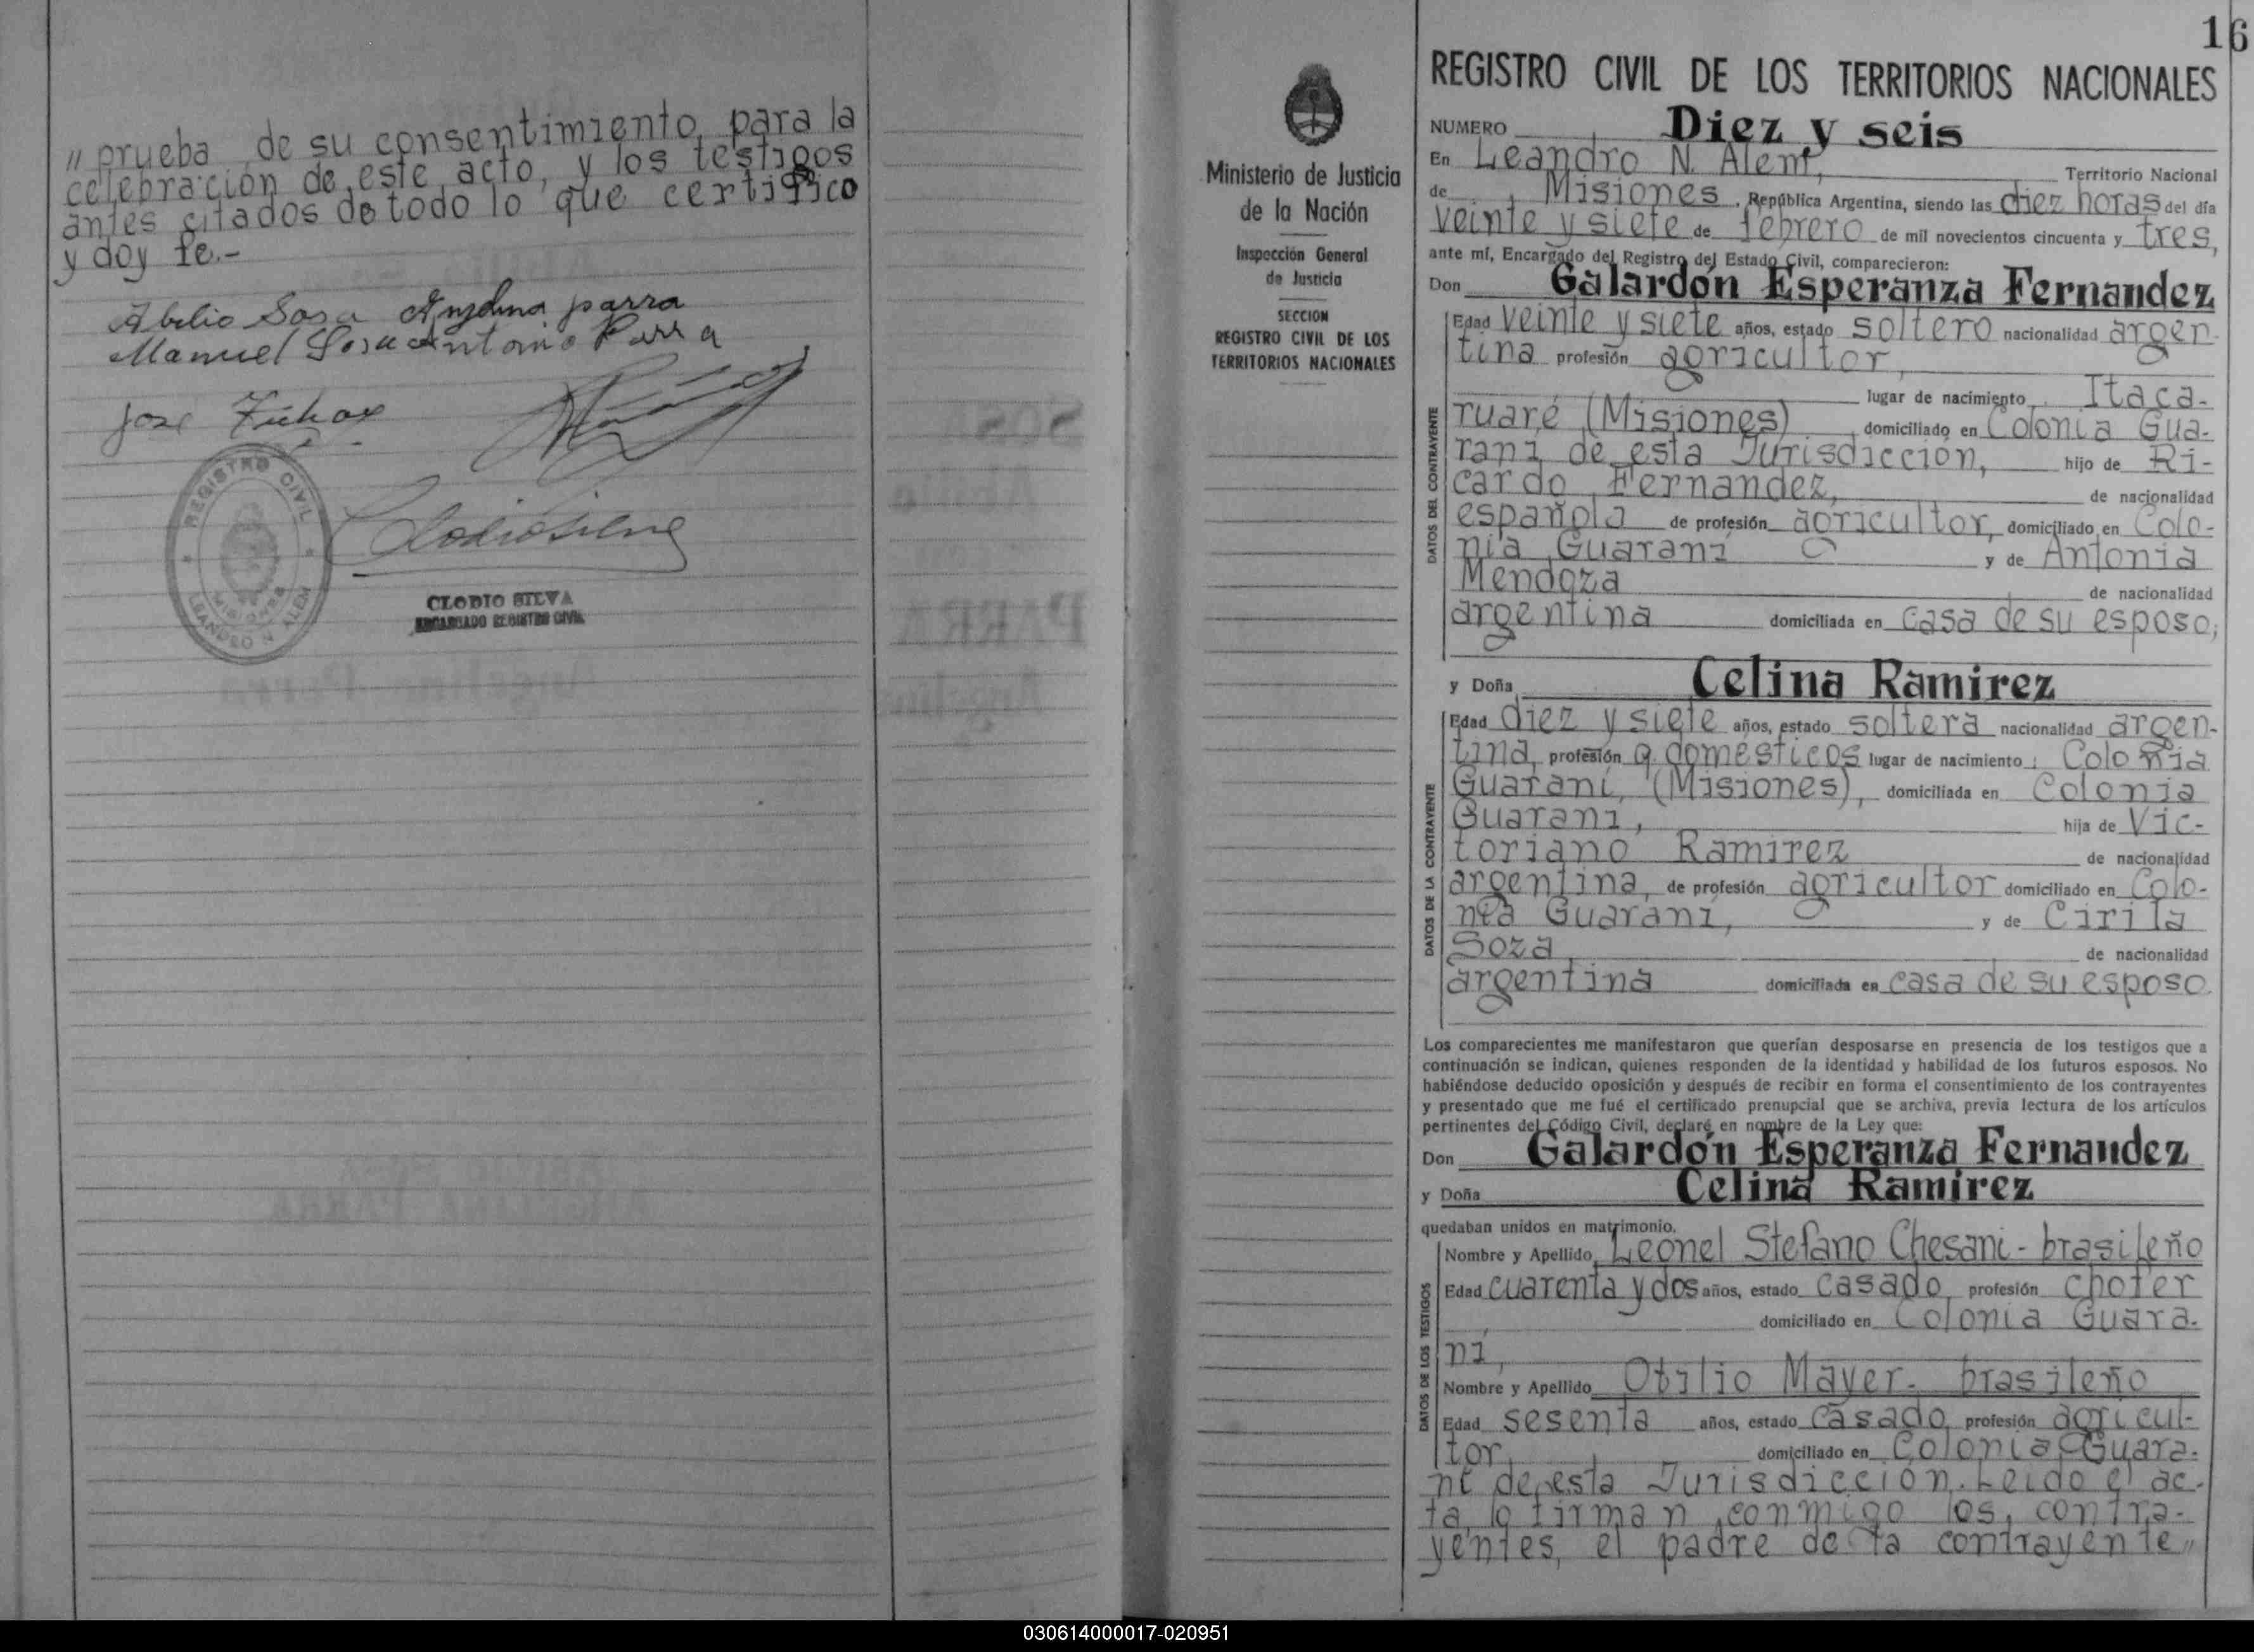 „ prueba de su consentimiento para la
celebración de este acto, y los testigos
antes citados de todo lo que certifico
y doy fe.-
Abilio Sosa Angelina parra
Manuel Sosa Antonio Parra
José
CLODIO SILVA
ENCARGADO REGISTRO CIVIL
REGISTRO CIVIL
MISIONES
LEANDRO N. ALEM
16
Ministerio de Justicia
de la Nación
Inspección General
de Justicia
SECCION
REGISTRO CIVIL DE LOS
TERRITORIOS NACIONALES
REGISTRO CIVIL DE LOS TERRITORIOS NACIONALES
NUMERO Diez y seis
En Leandro N. Alem, Territorio Nacional
de Misiones, República Argentina, siendo las diez horas del día
veinte y siete de febrero de mil novecientos cincuenta y tres,
ante mí, Encargado del Registro del Estado Civil, comparecieron:
Don Galardón Esperanza Fernandez
DATOS DEL CONTRAYENTE
Edad veinte y siete años, estado soltero nacionalidad argen-
tina profesión agricultor,
lugar de nacimiento Itaca-
ruaré (Misiones) domiciliado en Colonia Gua-
raní de esta Jurisdicción, hijo de Ri-
cardo Fernandez, de nacionalidad
española de profesión agricultor, domiciliado en Colo-
nia Guaraní y de Antonia
Mendoza de nacionalidad
argentina domiciliada en casa de su esposo;
y Doña Celina Ramirez
DATOS DE LA CONTRAYENTE
Edad diez y siete años, estado soltera nacionalidad argen-
tina, profesión q. domésticos lugar de nacimiento: Colonia
Guaraní, (Misiones), domiciliada en Colonia
Guaraní, hija de Vic-
toriano Ramirez de nacionalidad
argentina, de profesión agricultor domiciliado en Colo-
nia Guaraní, y de Cirila
Soza de nacionalidad
argentina domiciliada en casa de su esposo.
Los comparecientes me manifestaron que querían desposarse en presencia de los testigos que a
continuación se indican, quienes responden de la identidad y habilidad de los futuros esposos. No
habiéndose deducido oposición y después de recibir en forma el consentimiento de los contrayentes
y presentado que me fué el certificado prenupcial que se archiva, previa lectura de los artículos
pertinentes del Código Civil, declaré en nombre de la Ley que:
Don Galardón Esperanza Fernandez
y Doña Celina Ramirez
quedaban unidos en matrimonio.
DATOS DE LOS TESTIGOS
Nombre y Apellido Leonel Stefano Chesani - brasileño
Edad cuarenta y dos años, estado casado profesión chofer
domiciliado en Colonia Guara-
ní,
Nombre y Apellido Otilio Mayer- brasileño
Edad sesenta años, estado casado profesión agricul-
tor, domiciliado en Colonia Guara-
ní de esta Jurisdicción. Leido el ac-
ta lo firman conmigo los contra-
yentes, el padre de la contrayente „
030614000017-020951